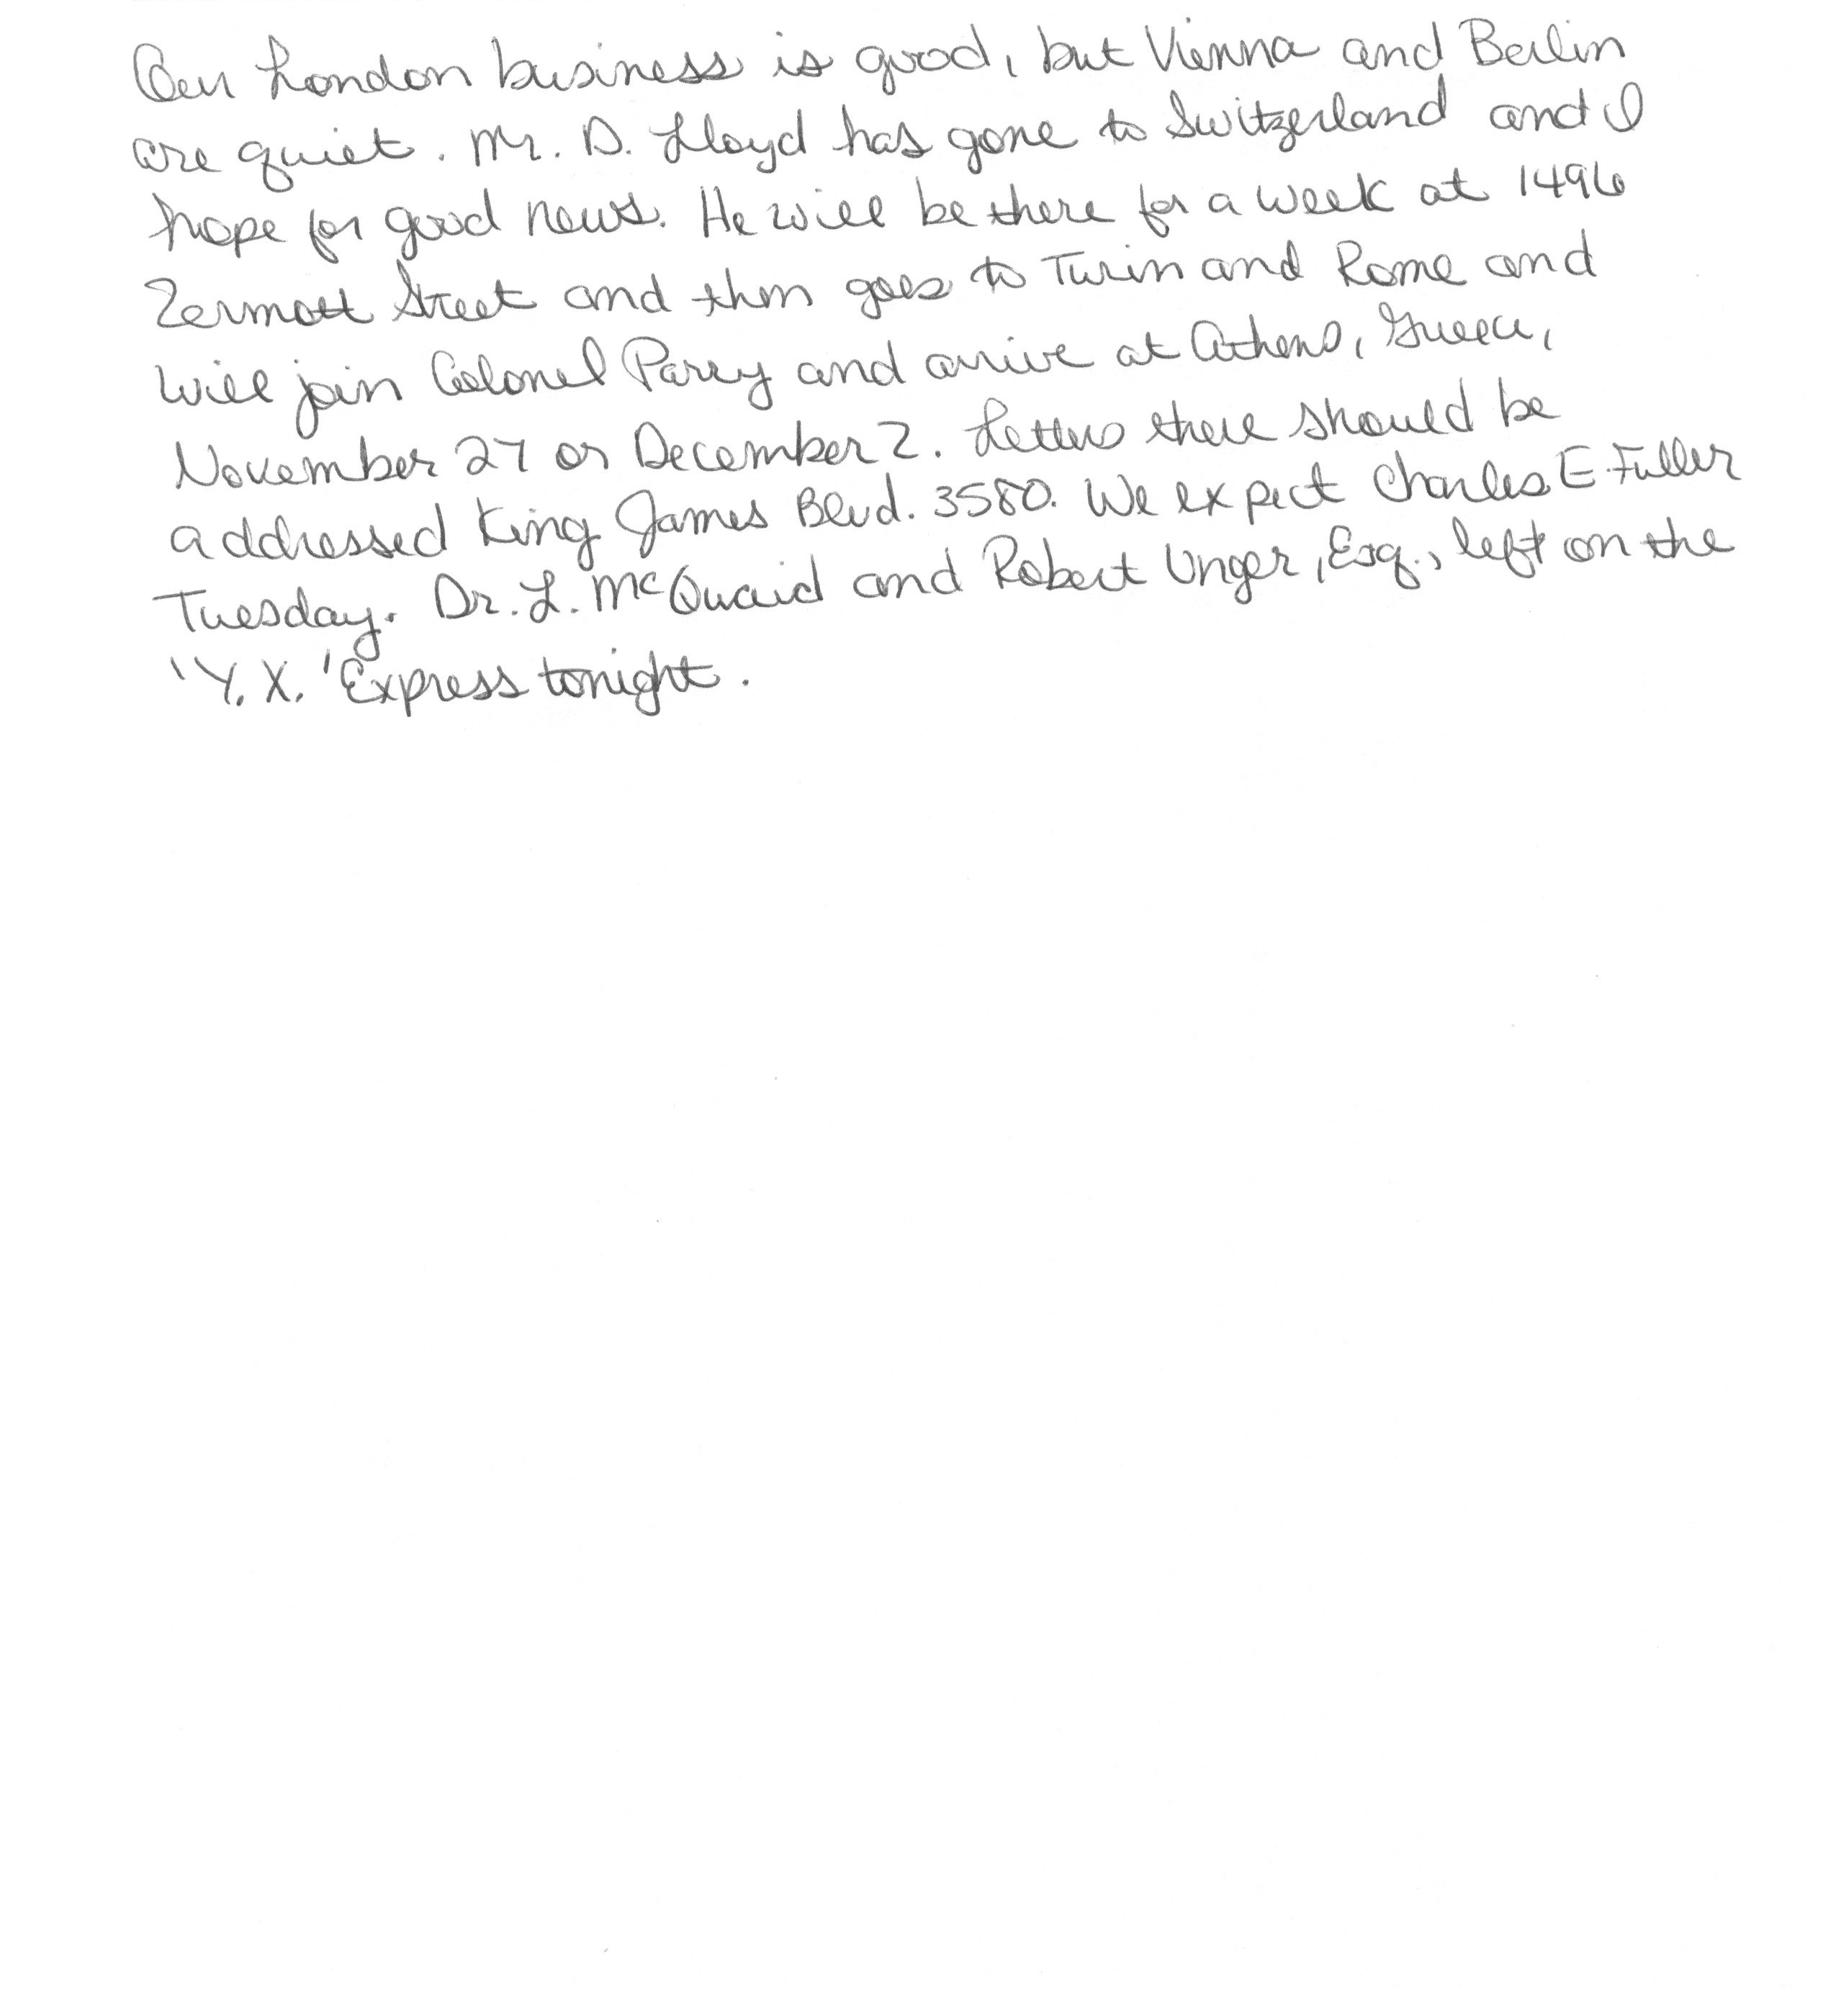 Our London business is good, but Vienna and Berlin
are quiet. Mr. D. Lloyd has gone to Switzerland and I
hope for good news. He will be there for a week at 1496
Zermott Street and then goes to Turin and Rome and
will join Colonel Parry and arrive at Athens, Greece,
November 27 or December 2. Letters there should be
addressed King James Blvd. 3580. We expect Charles E. Fuller
Tuesday. Dr. L. McQuaid and Robert Unger, Esq., left on the
'Y. X.' Express tonight.